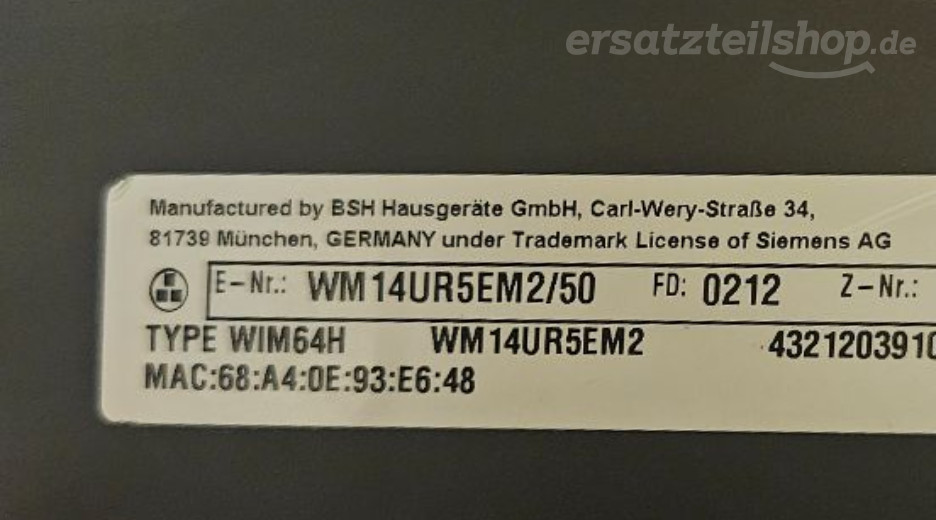 ersatzteilshop.de
Manufactured by BSH Hausgeräte GmbH, Carl-Wery-Straße 34,
81739 München, GERMANY under Trademark License of Siemens AG
E-Nr.: WM14UR5EM2/50 FD: 0212 Z-Nr.:
TYPE WIM64H WM14UR5EM2 4321203910
MAC:68:A4:0E:93:E6:48